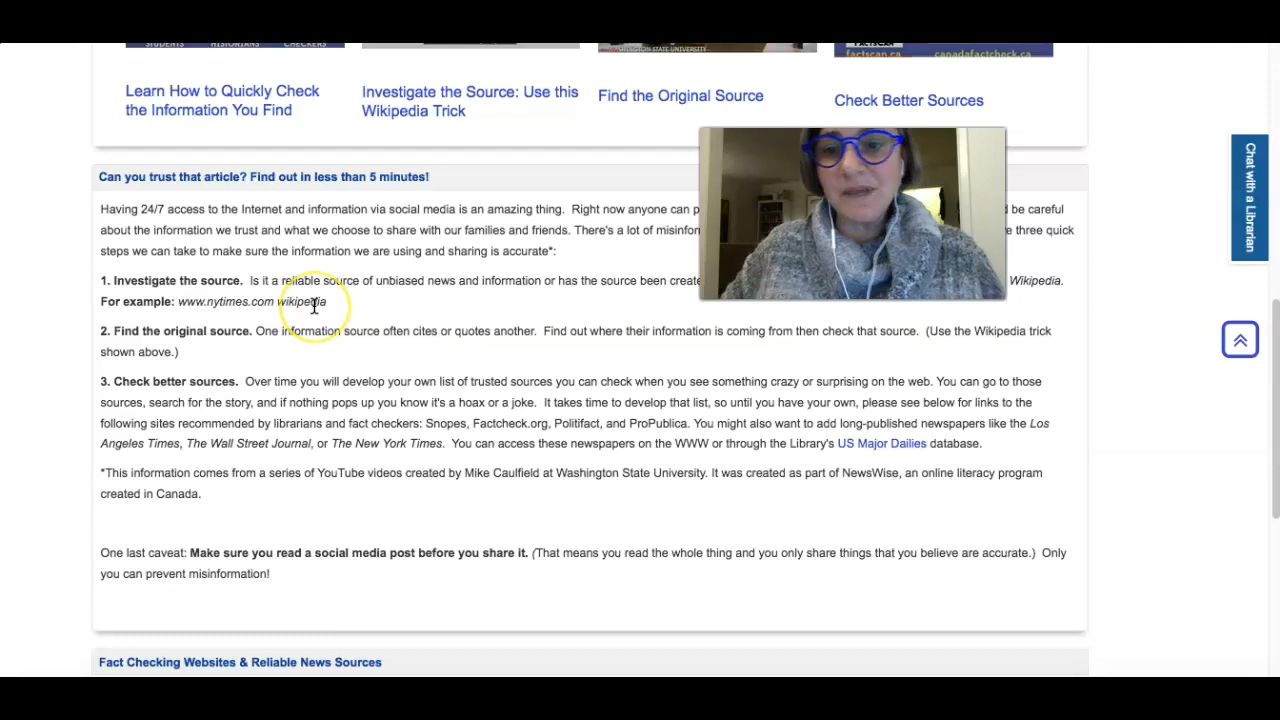 STUDENTS HISTORIANS CHECKERS
WASHINGTON STATE UNIVERSITY
factscan.ca canadafactcheck.ca
Learn How to Quickly Check
the Information You Find
Investigate the Source: Use this
Wikipedia Trick
Find the Original Source
Check Better Sources
Chat with a Librarian
Can you trust that article? Find out in less than 5 minutes!
Having 24/7 access to the Internet and information via social media is an amazing thing. Right now anyone can p be careful
about the information we trust and what we choose to share with our families and friends. There's a lot of misinfor e three quick
steps we can take to make sure the information we are using and sharing is accurate*:
1. Investigate the source. Is it a reliable source of unbiased news and information or has the source been create Wikipedia.
For example: www.nytimes.com wikipedia
2. Find the original source. One information source often cites or quotes another. Find out where their information is coming from then check that source. (Use the Wikipedia trick
shown above.)
3. Check better sources. Over time you will develop your own list of trusted sources you can check when you see something crazy or surprising on the web. You can go to those
sources, search for the story, and if nothing pops up you know it's a hoax or a joke. It takes time to develop that list, so until you have your own, please see below for links to the
following sites recommended by librarians and fact checkers: Snopes, Factcheck.org, Politifact, and ProPublica. You might also want to add long-published newspapers like the Los
Angeles Times, The Wall Street Journal, or The New York Times. You can access these newspapers on the WWW or through the Library's US Major Dailies database.
*This information comes from a series of YouTube videos created by Mike Caulfield at Washington State University. It was created as part of NewsWise, an online literacy program
created in Canada.
One last caveat: Make sure you read a social media post before you share it. (That means you read the whole thing and you only share things that you believe are accurate.) Only
you can prevent misinformation!
Fact Checking Websites & Reliable News Sources